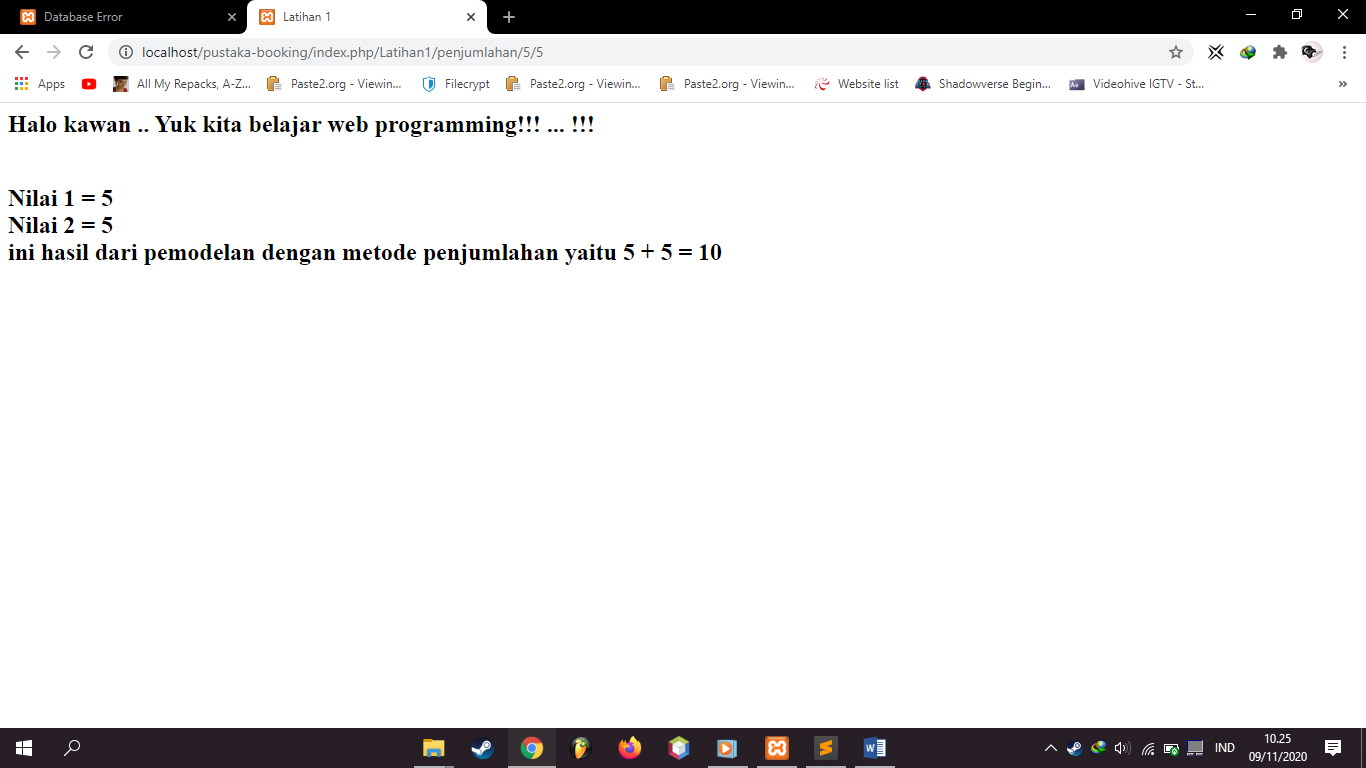 Database Error
Latihan 1
localhost/pustaka-booking/index.php/Latihan1/penjumlahan/5/5
Apps
All My Repacks, A-Z...
Paste2.org - Viewin...
Filecrypt
Paste2.org - Viewin...
Paste2.org - Viewin...
Website list
Shadowverse Begin...
Ae
Videohive IGTV - St...
Halo kawan .. Yuk kita belajar web programming!!! ... !!!
Nilai 1 = 5
Nilai 2 = 5
ini hasil dari pemodelan dengan metode penjumlahan yaitu 5 + 5 = 10
IND
10.25
09/11/2020